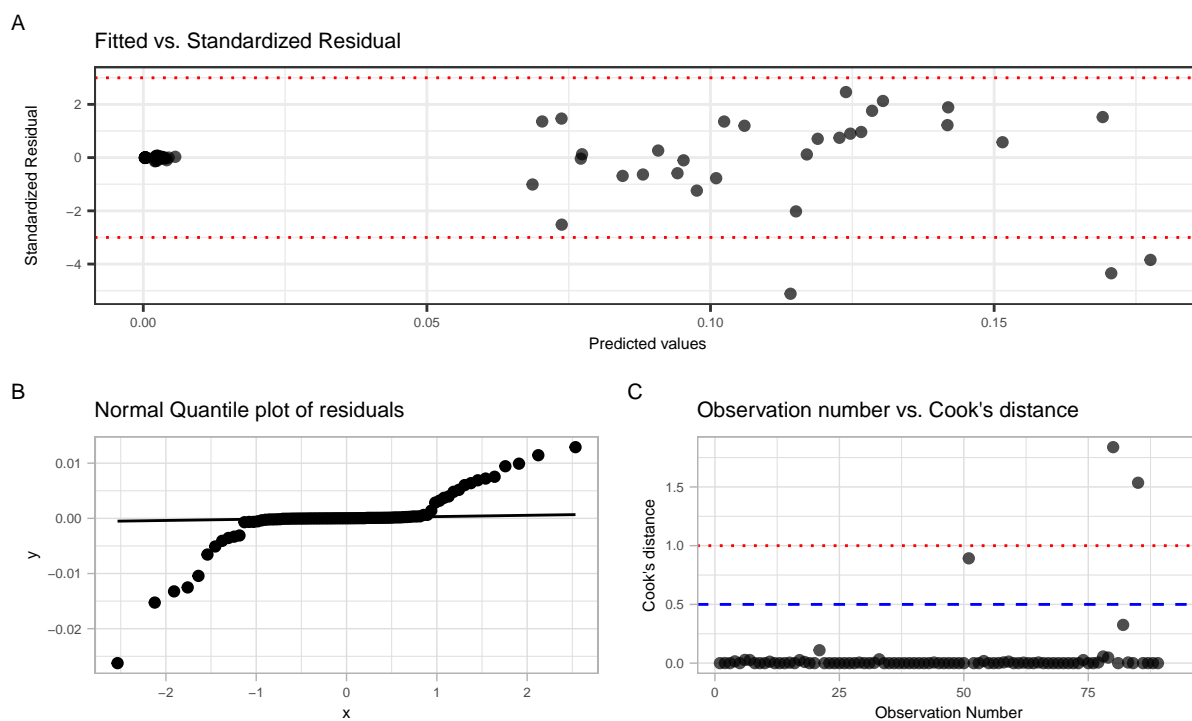 A
Fitted vs. Standardized Residual
Standardized Residual
2
0
−2
−4
0.00
0.05
0.10
0.15
Predicted values
B
Normal Quantile plot of residuals
y
0.01
0.00
−0.01
−0.02
−2
−1
0
1
2
x
C
Observation number vs. Cook's distance
Cook's distance
1.5
1.0
0.5
0.0
0
25
50
75
Observation Number